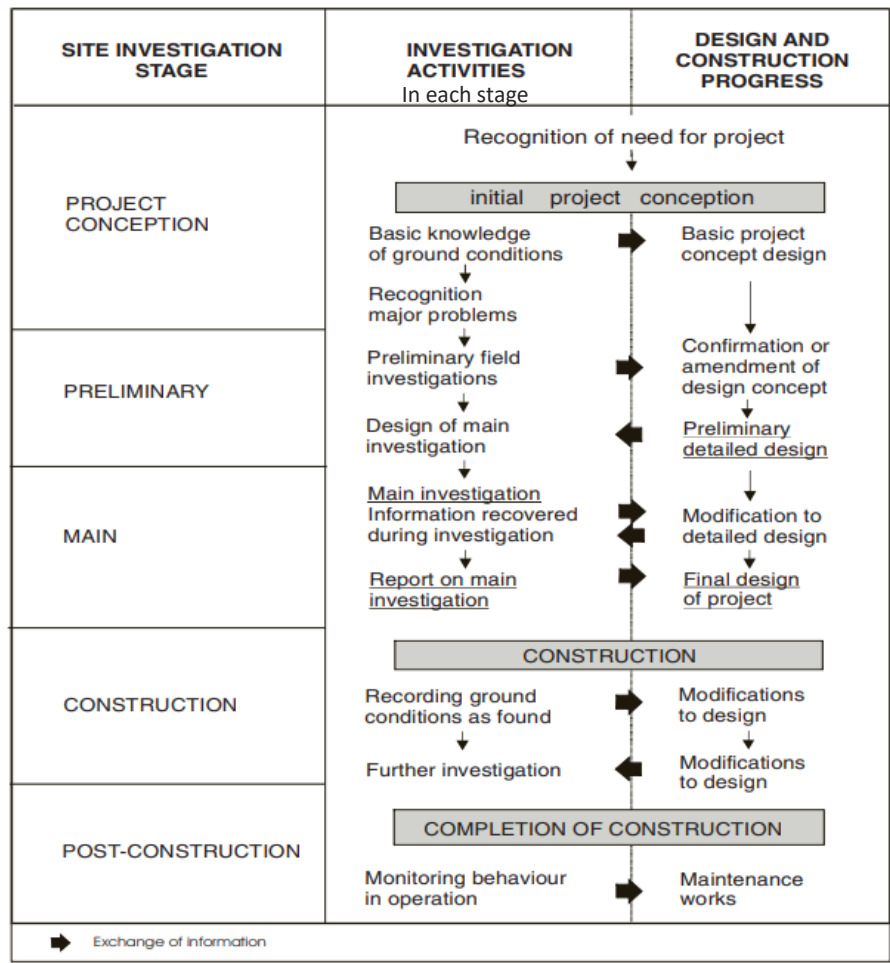 SITE INVESTIGATION
STAGE
INVESTIGATION
ACTIVITIES
In each stage
DESIGN AND
CONSTRUCTION
PROGRESS
Recognition of need for project
PROJECT
CONCEPTION
initial project conception
Basic knowledge
of ground conditions
Basic project
concept design
Recognition
major problems
PRELIMINARY
Preliminary field
investigations
Confirmation or
amendment of
design concept
Design of main
investigation
Preliminary
detailed design
MAIN
Main investigation
Information recovered
during investigation
Modification to
detailed design
Report on main
investigation
Final design
of project
CONSTRUCTION
CONSTRUCTION
Recording ground
conditions as found
Modifications
to design
Further investigation
Modifications
to design
POST-CONSTRUCTION
COMPLETION OF CONSTRUCTION
Monitoring behaviour
in operation
Maintenance
works
Exchange of information